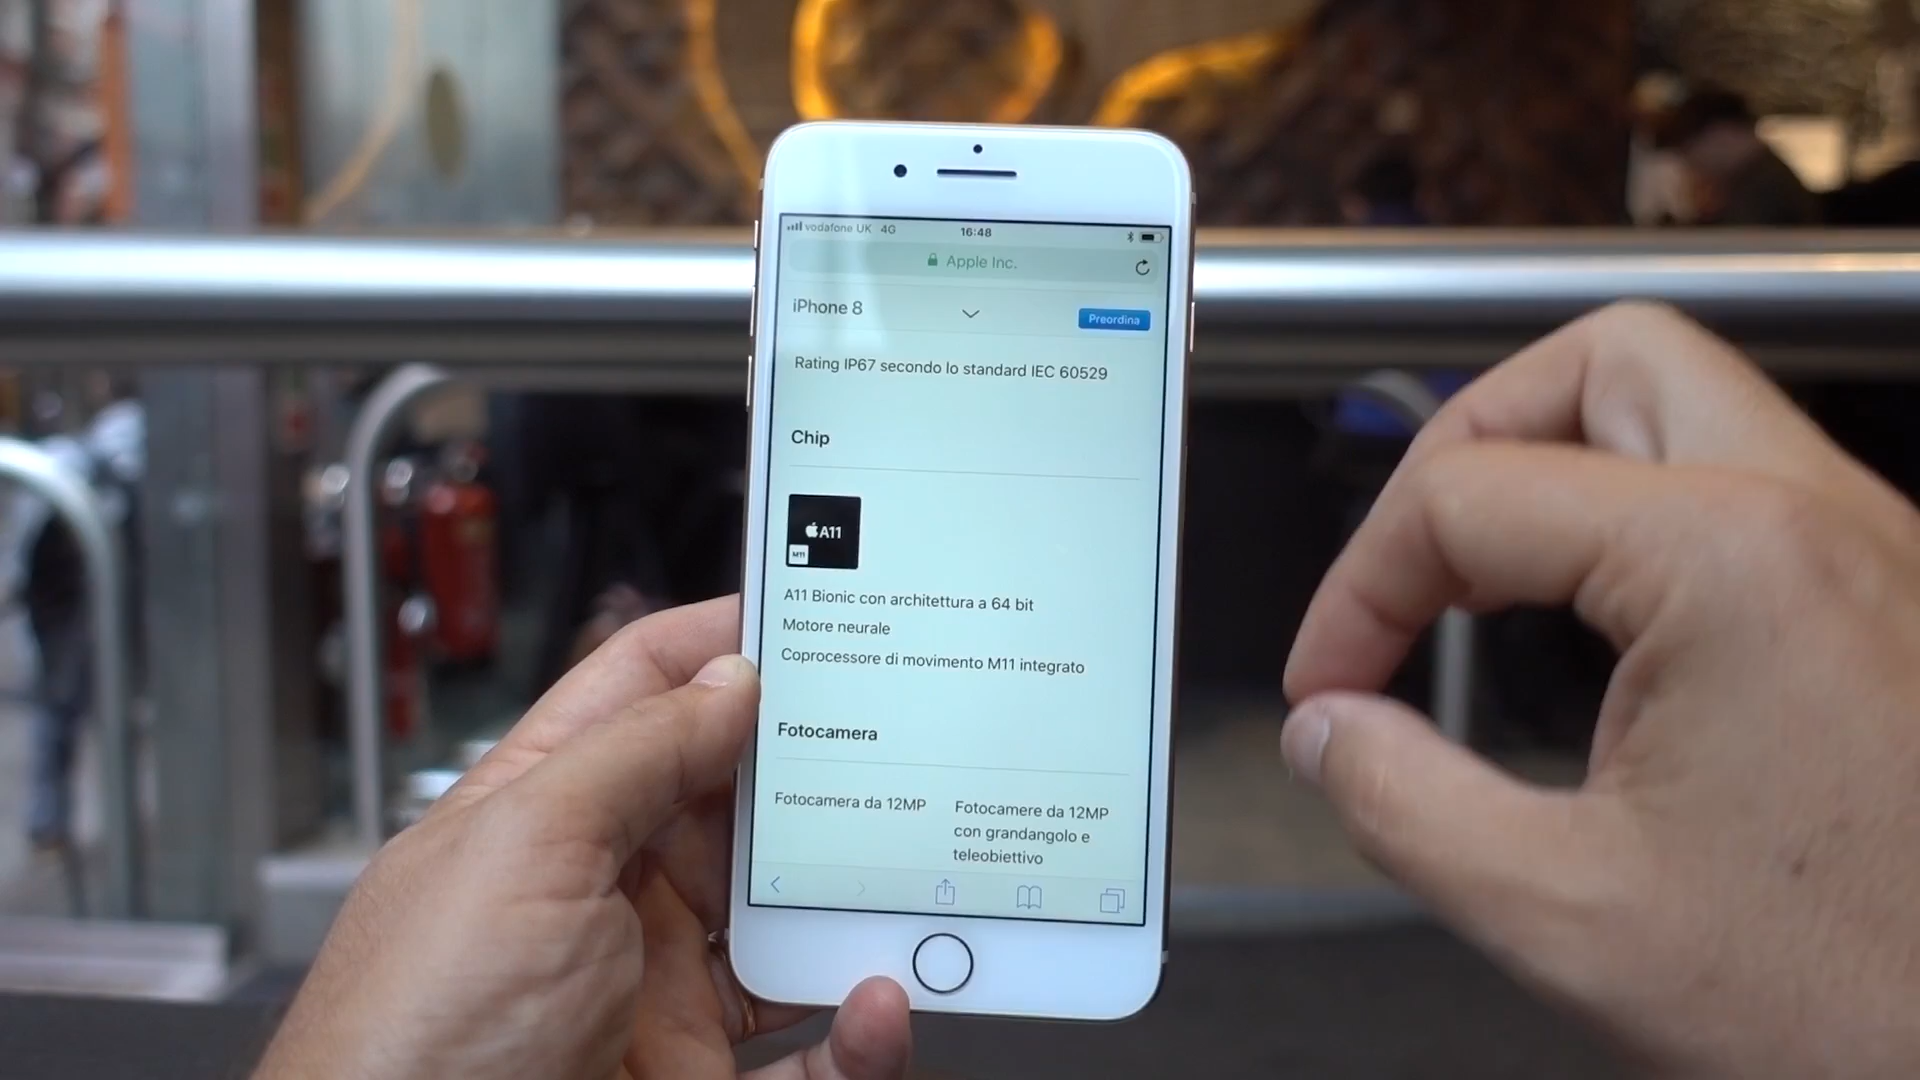 vodafone UK 4G 16:48
Apple Inc.
iPhone 8
Preordina
Rating IP67 secondo lo standard IEC 60529
Chip
A11
M11
A11 Bionic con architettura a 64 bit
Motore neurale
Coprocessore di movimento M11 integrato
Fotocamera
Fotocamera da 12MP
Fotocamere da 12MP
con grandangolo e
teleobiettivo